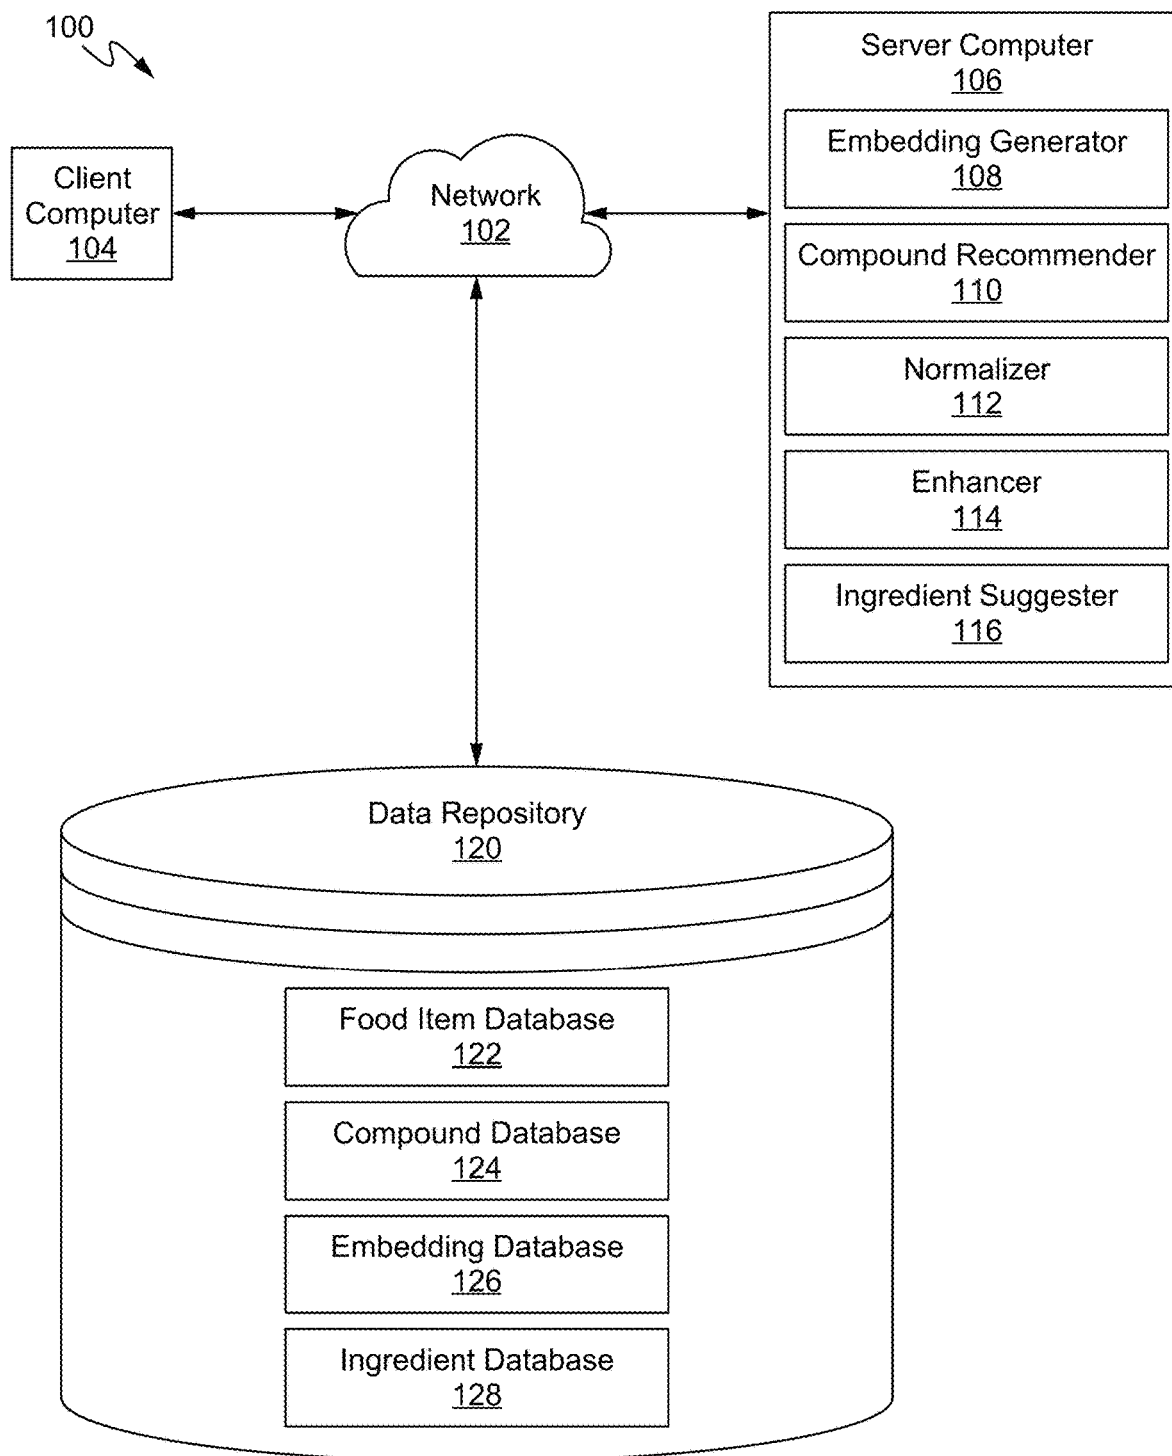 100
Client
Computer
104
Network
102
Server Computer
106
Embedding Generator
108
Compound Recommender
110
Normalizer
112
Enhancer
114
Ingredient Suggester
116
Data Repository
120
Food Item Database
122
Compound Database
124
Embedding Database
126
Ingredient Database
128